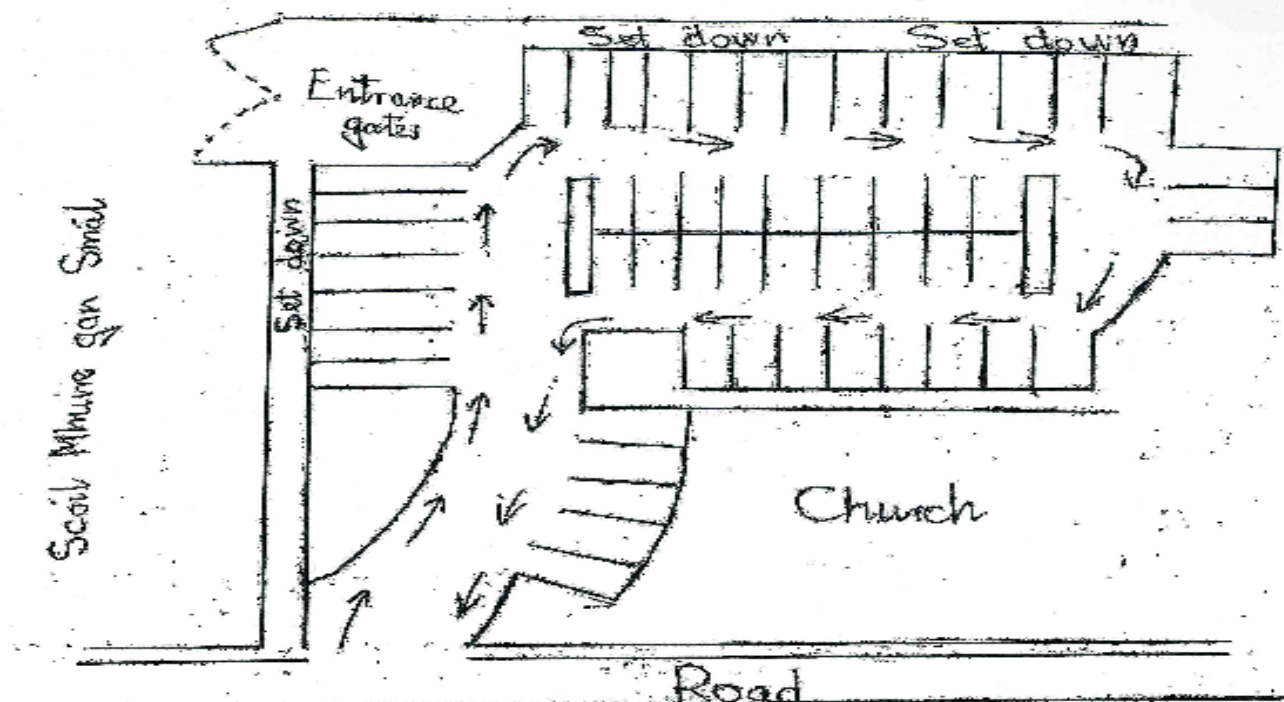 Set down
Set down
Entrance
gates
Set down
Scoil Mhuire gan Smál
Church
Road